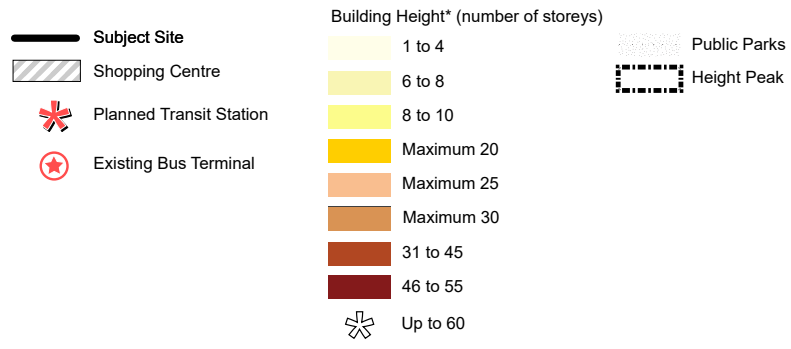 Subject Site
Shopping Centre
Planned Transit Station
Existing Bus Terminal
Building Height* (number of storeys)
1 to 4
6 to 8
8 to 10
Maximum 20
Maximum 25
Maximum 30
31 to 45
46 to 55
Up to 60
Public Parks
Height Peak